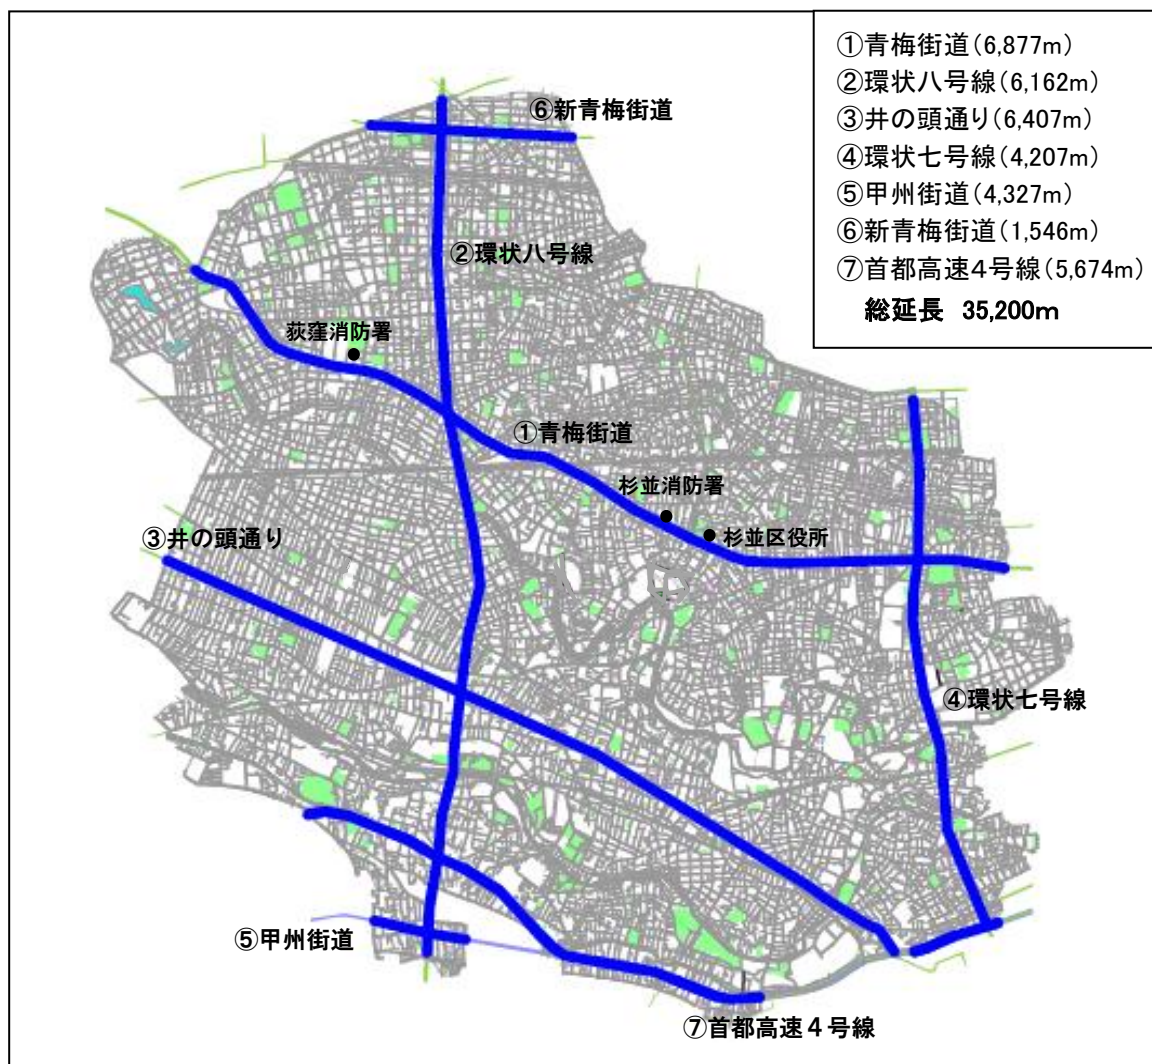 ①青梅街道(6,877m)
②環状八号線(6,162m)
③井の頭通り(6,407m)
④環状七号線(4,207m)
⑤甲州街道(4,327m)
⑥新青梅街道(1,546m)
⑦首都高速４号線(5,674m)
総延長 35,200m
⑥新青梅街道
②環状八号線
荻窪消防署
①青梅街道
杉並消防署
杉並区役所
③井の頭通り
④環状七号線
⑤甲州街道
⑦首都高速４号線